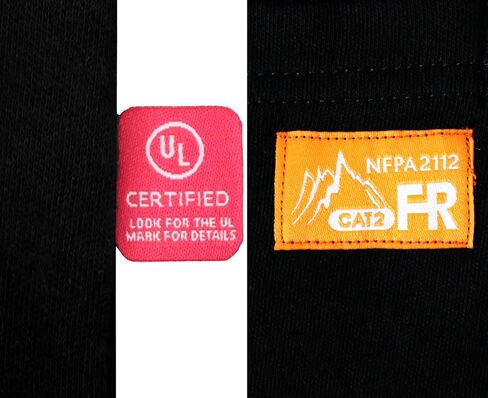 UL
CERTIFIED
LOOK FOR THE UL
MARK FOR DETAILS
NFPA2112
CAT2 FR